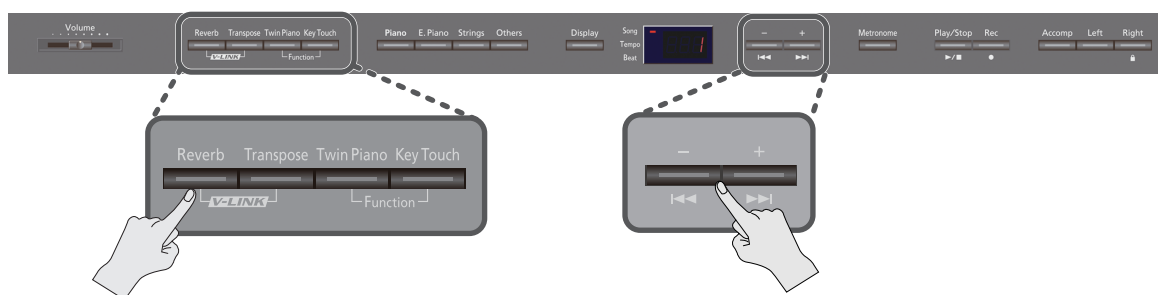 Volume
Reverb Transpose Twin Piano Key Touch
V-LINK Function
Piano E. Piano Strings Others
Display
Song
Tempo
Beat
1
- +
Metronome
Play/Stop Rec
Accomp Left Right
Reverb Transpose Twin Piano Key Touch
V-LINK Function
- +